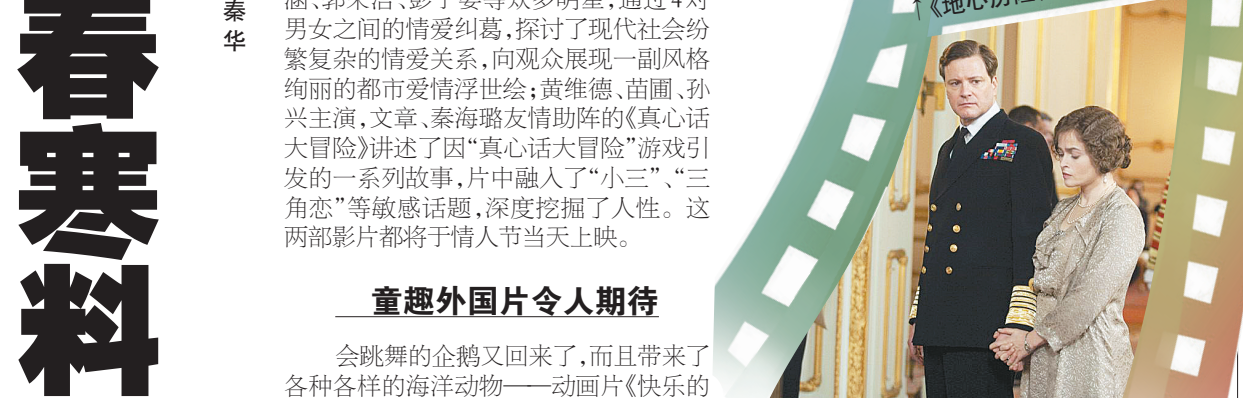 春寒料
秦华
涵、郭采洁、彭于晏等众多明星,通过4对
男女之间的情爱纠葛,探讨了现代社会纷
繁复杂的情爱关系,向观众展现一副风格
绚丽的都市爱情浮世绘;黄维德、苗圃、孙
兴主演,文章、秦海璐友情助阵的《真心话
大冒险》讲述了因“真心话大冒险”游戏引
发的一系列故事,片中融入了“小三”、“三
角恋”等敏感话题,深度挖掘了人性。这
两部影片都将于情人节当天上映。
童趣外国片令人期待
会跳舞的企鹅又回来了,而且带来了
各种各样的海洋动物——动画片《快乐的
↑《地心历险